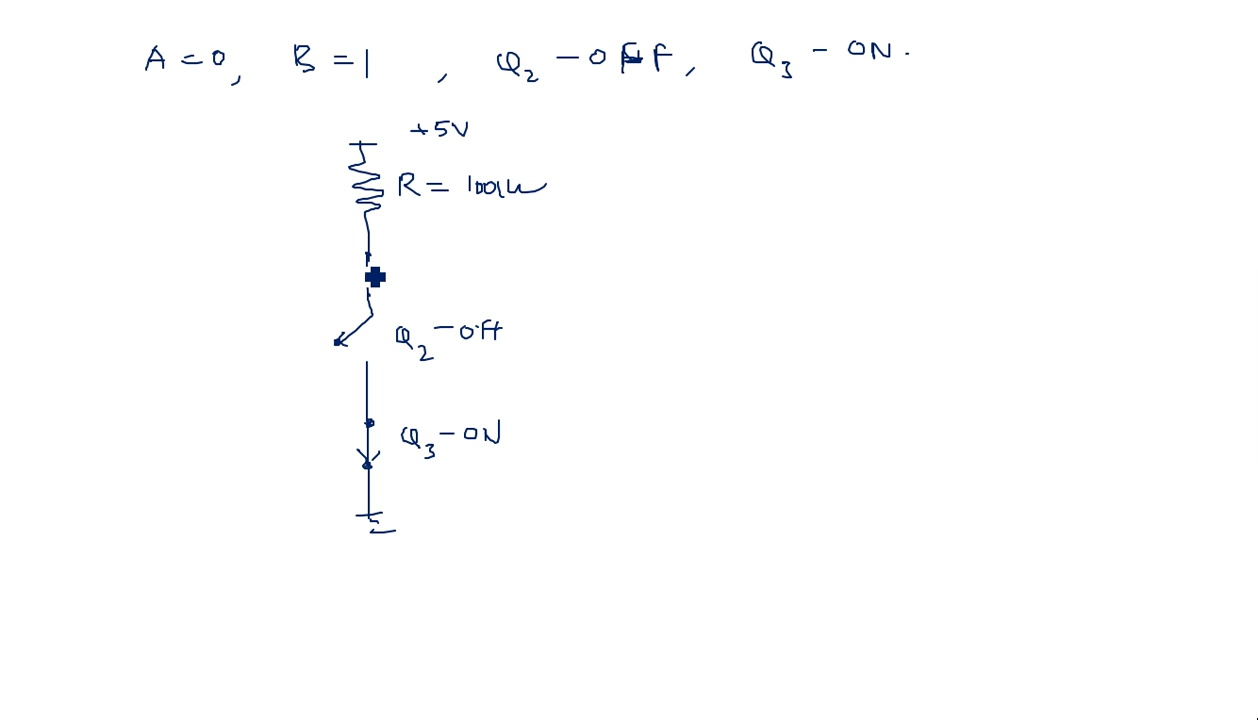 A = 0, B = 1, Q2 - OFF, Q3 - ON.
+5V
R = 100k
Q2 - Off
Q3 - ON